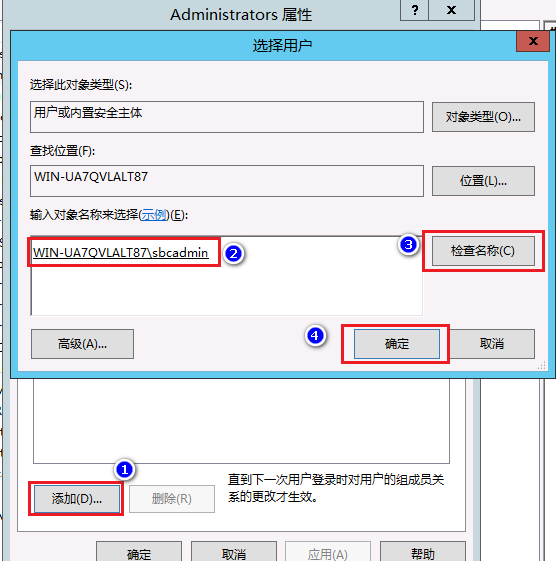 Administrators 属性
?
x
选择用户
x
选择此对象类型(S):
用户或内置安全主体
对象类型(O)...
查找位置(F):
WIN-UA7QVLALT87
位置(L)...
输入对象名称来选择(示例)(E):
WIN-UA7QVLALT87\sbcadmin
2
3
检查名称(C)
高级(A)...
4
确定
取消
1
添加(D)...
删除(R)
直到下一次用户登录时对用户的组成员关
系的更改才生效。
确定
取消
应用(A)
帮助